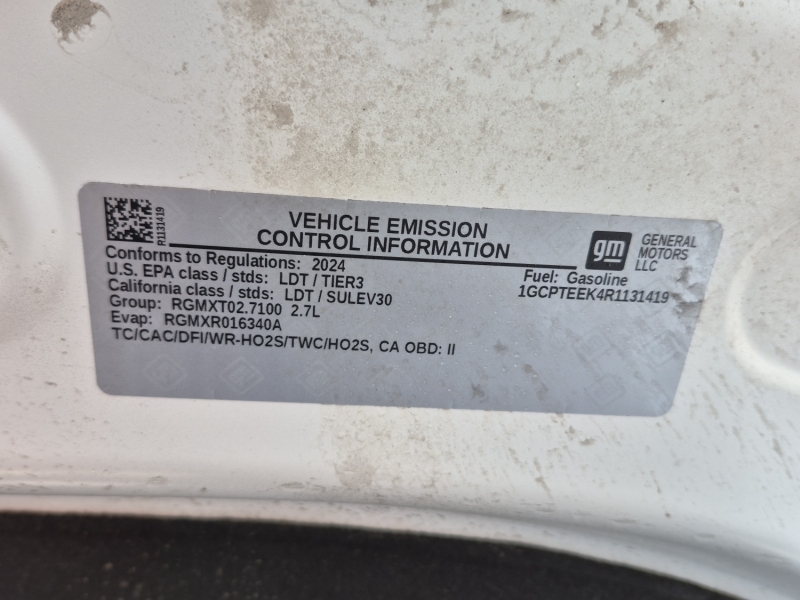 R1131419
VEHICLE EMISSION
CONTROL INFORMATION
gm
GENERAL
MOTORS
LLC
Conforms to Regulations: 2024
U.S. EPA class / stds: LDT / TIER3
California class / stds: LDT / SULEV30
Group: RGMXT02.7100 2.7L
Evap: RGMXR016340A
TC/CAC/DFI/WR-HO2S/TWC/HO2S, CA OBD: II
Fuel: Gasoline
1GCPTEEK4R1131419